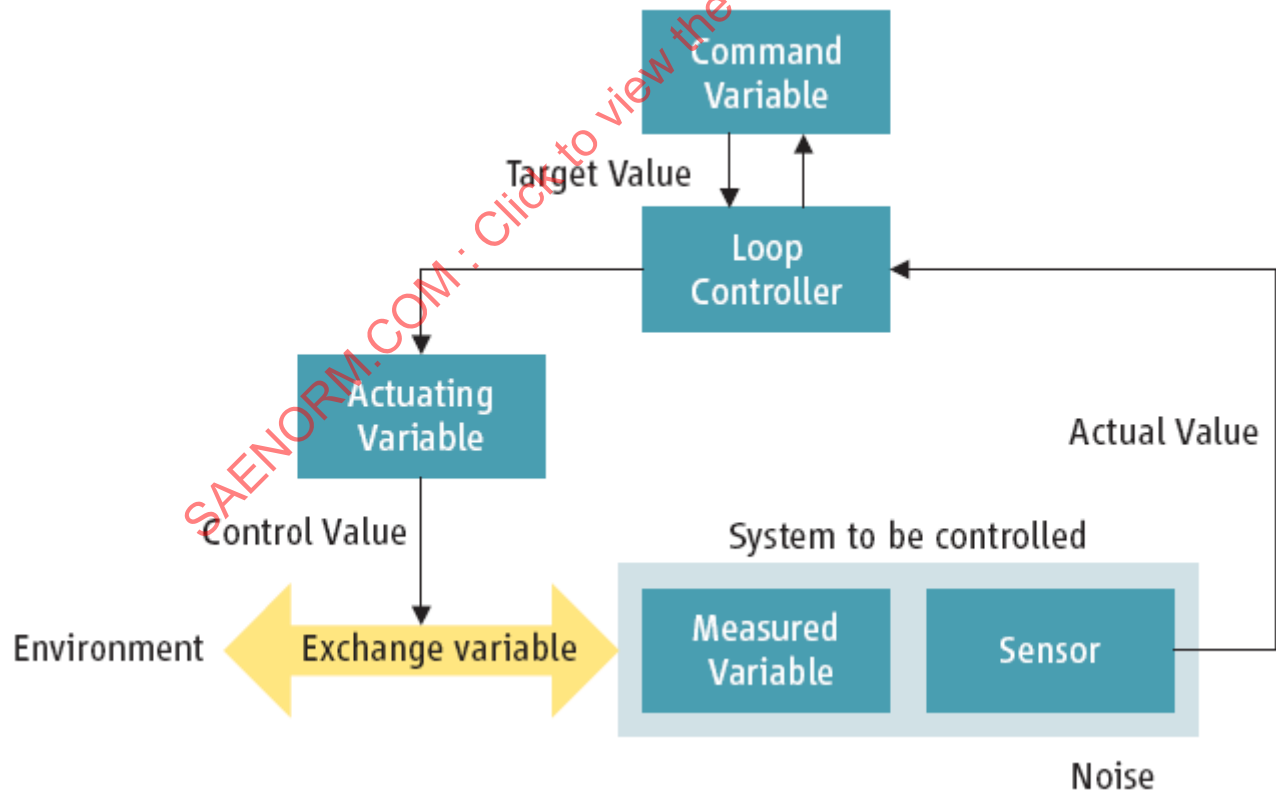 Command
Variable
Target Value
Loop
Controller
Actuating
Variable
Actual Value
Control Value
System to be controlled
Environment
Exchange variable
Measured
Variable
Sensor
Noise
SAENORM.COM : Click to view the